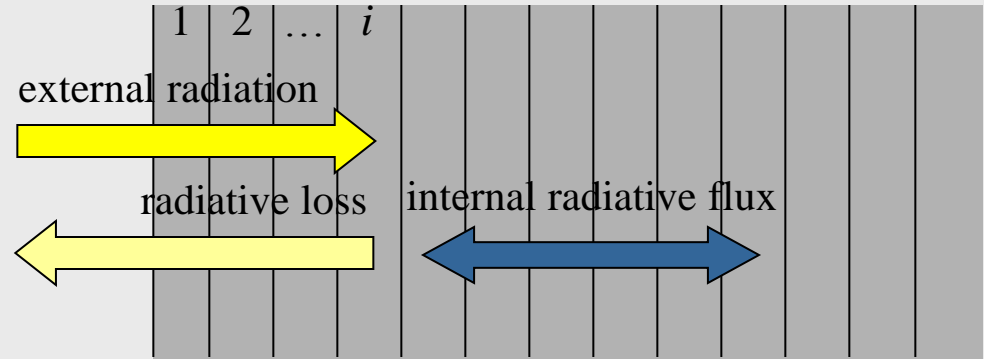 1 2 … i
external radiation
radiative loss internal radiative flux